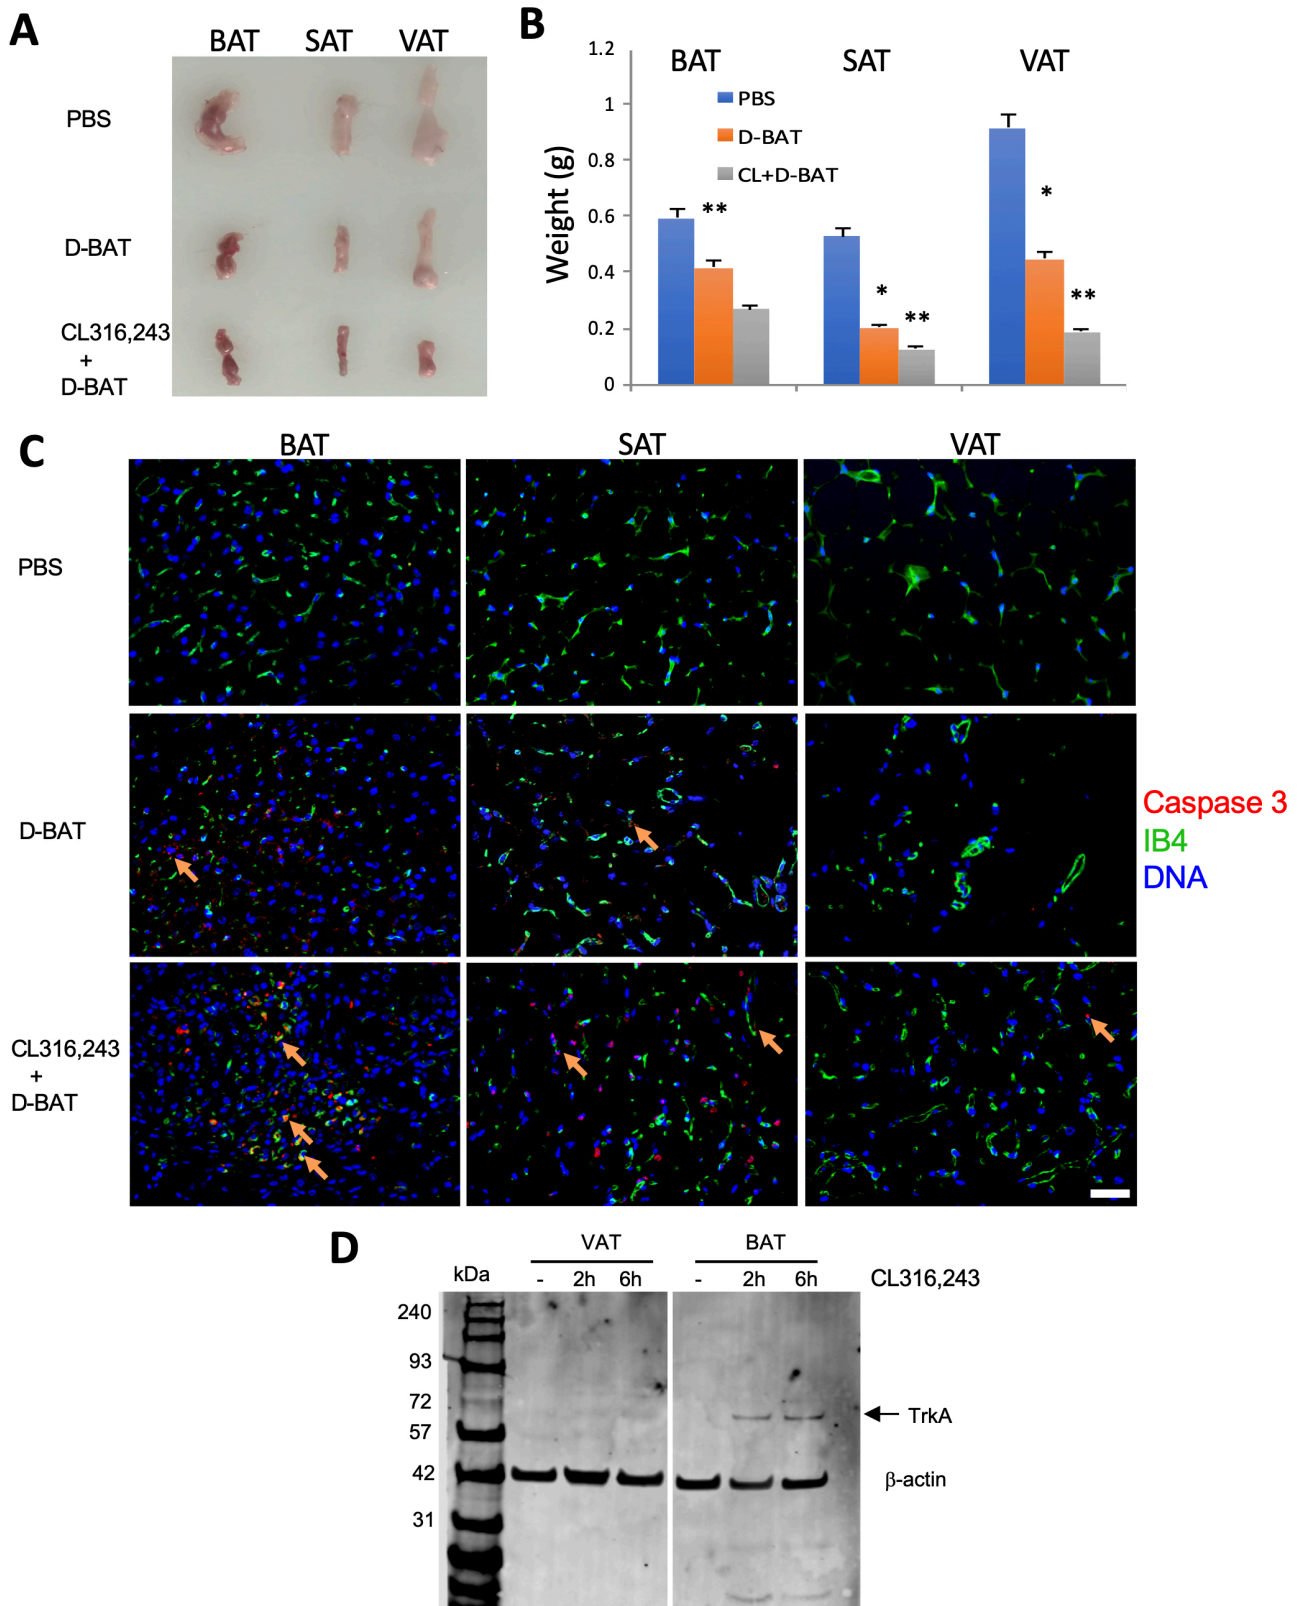 A
BAT SAT VAT
PBS
D-BAT
CL316,243
+
D-BAT
B
Weight (g)
1.2
1
0.8
0.6
0.4
0.2
0
BAT SAT VAT
PBS
D-BAT
CL+D-BAT
**
*
**
*
**
C
BAT SAT VAT
PBS
D-BAT
CL316,243
+
D-BAT
Caspase 3
IB4
DNA
D
VAT BAT
kDa - 2h 6h - 2h 6h CL316,243
240
93
72
57
42
31
TrkA
β-actin